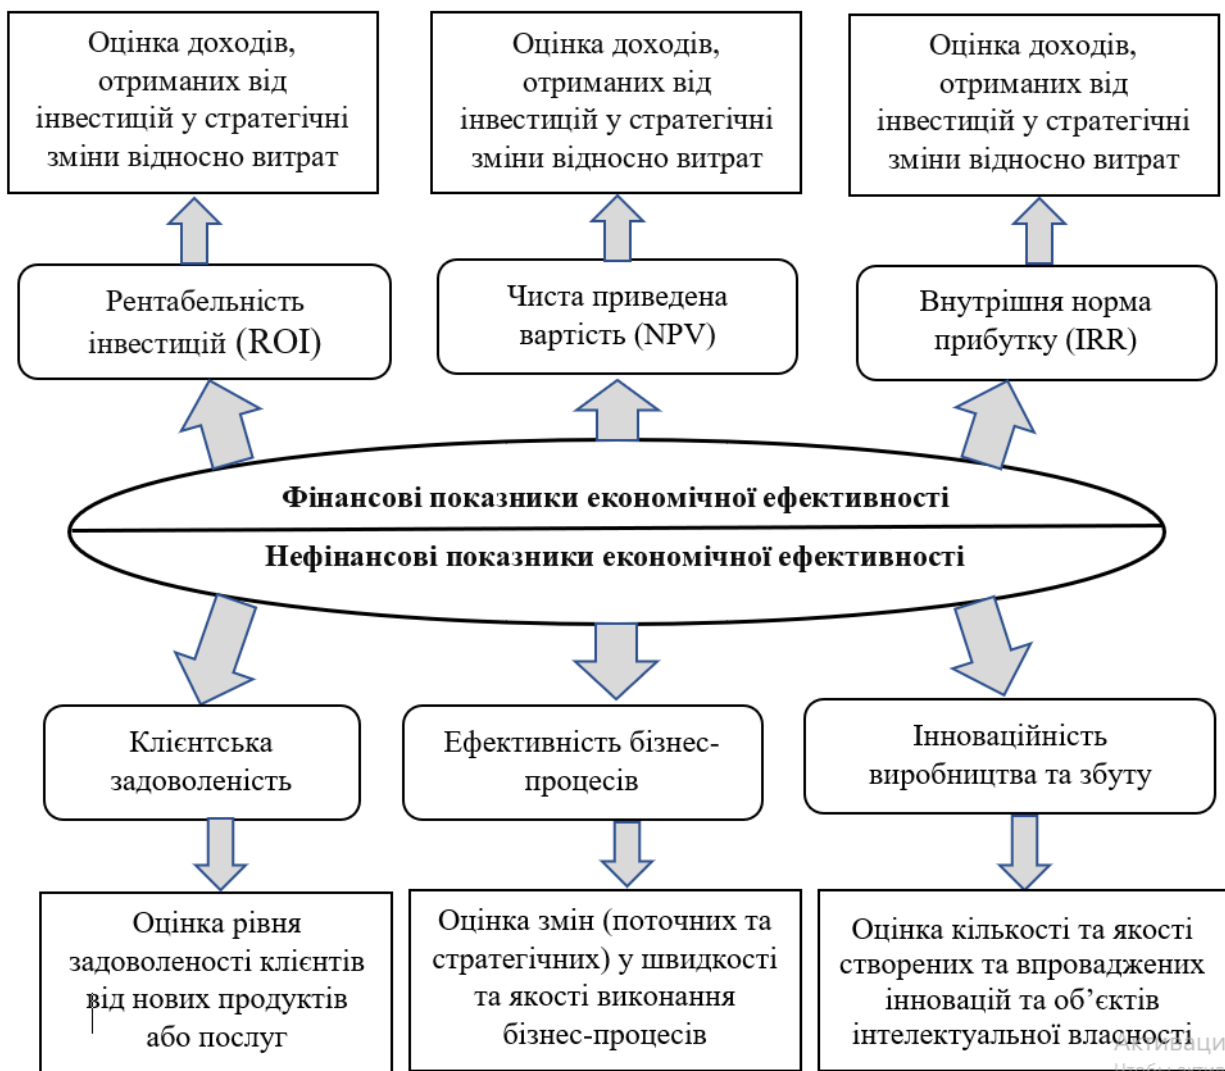 Оцінка доходів,
отриманих від
інвестицій у стратегічні
зміни відносно витрат
Оцінка доходів,
отриманих від
інвестицій у стратегічні
зміни відносно витрат
Оцінка доходів,
отриманих від
інвестицій у стратегічні
зміни відносно витрат
Рентабельність
інвестицій (ROI)
Чиста приведена
вартість (NPV)
Внутрішня норма
прибутку (IRR)
Фінансові показники економічної ефективності
Нефінансові показники економічної ефективності
Клієнтська
задоволеність
Ефективність бізнес-
процесів
Інноваційність
виробництва та збуту
Оцінка рівня
задоволеності клієнтів
від нових продуктів
або послуг
Оцінка змін (поточних та
стратегічних) у швидкості
та якості виконання
бізнес-процесів
Оцінка кількості та якості
створених та впроваджених
інновацій та об’єктів
інтелектуальної власності